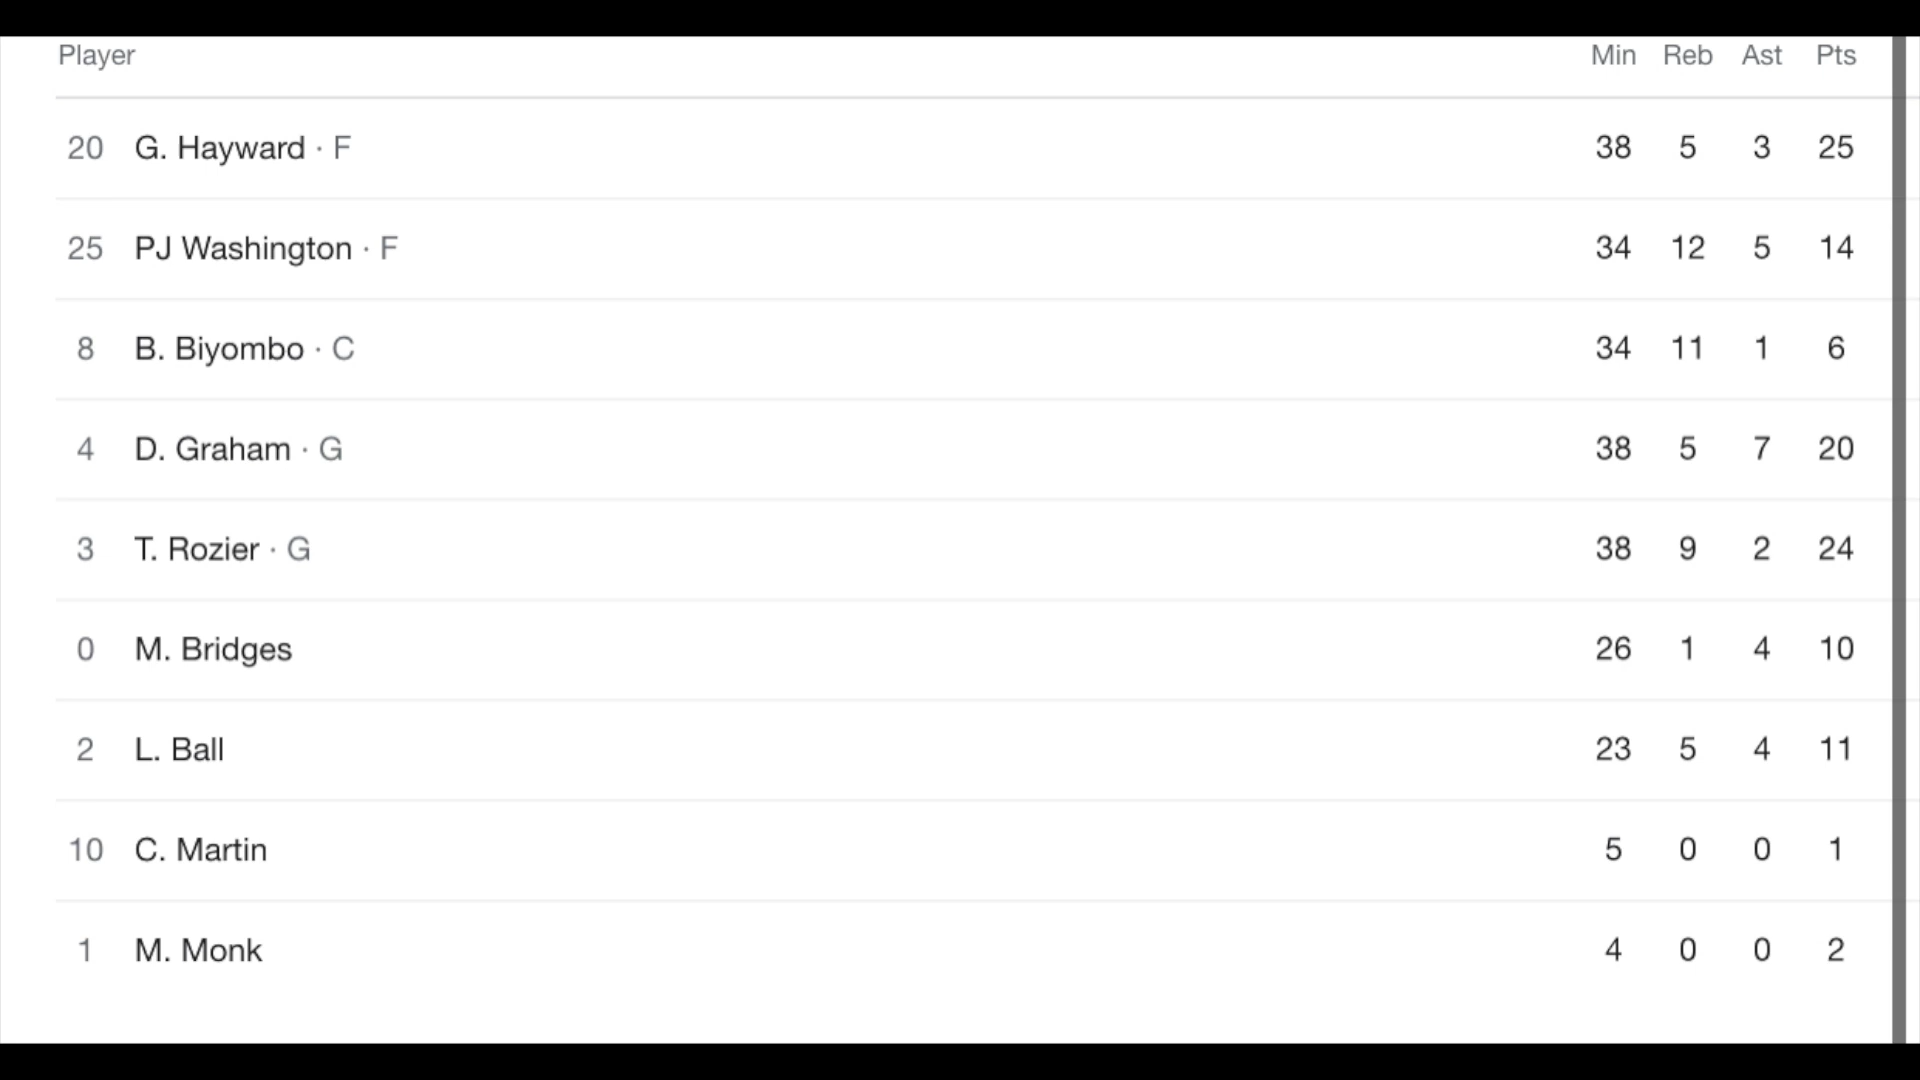 Player Min Reb Ast Pts
20 G. Hayward · F 38 5 3 25
25 PJ Washington · F 34 12 5 14
8 B. Biyombo · C 34 11 1 6
4 D. Graham · G 38 5 7 20
3 T. Rozier · G 38 9 2 24
0 M. Bridges 26 1 4 10
2 L. Ball 23 5 4 11
10 C. Martin 5 0 0 1
1 M. Monk 4 0 0 2